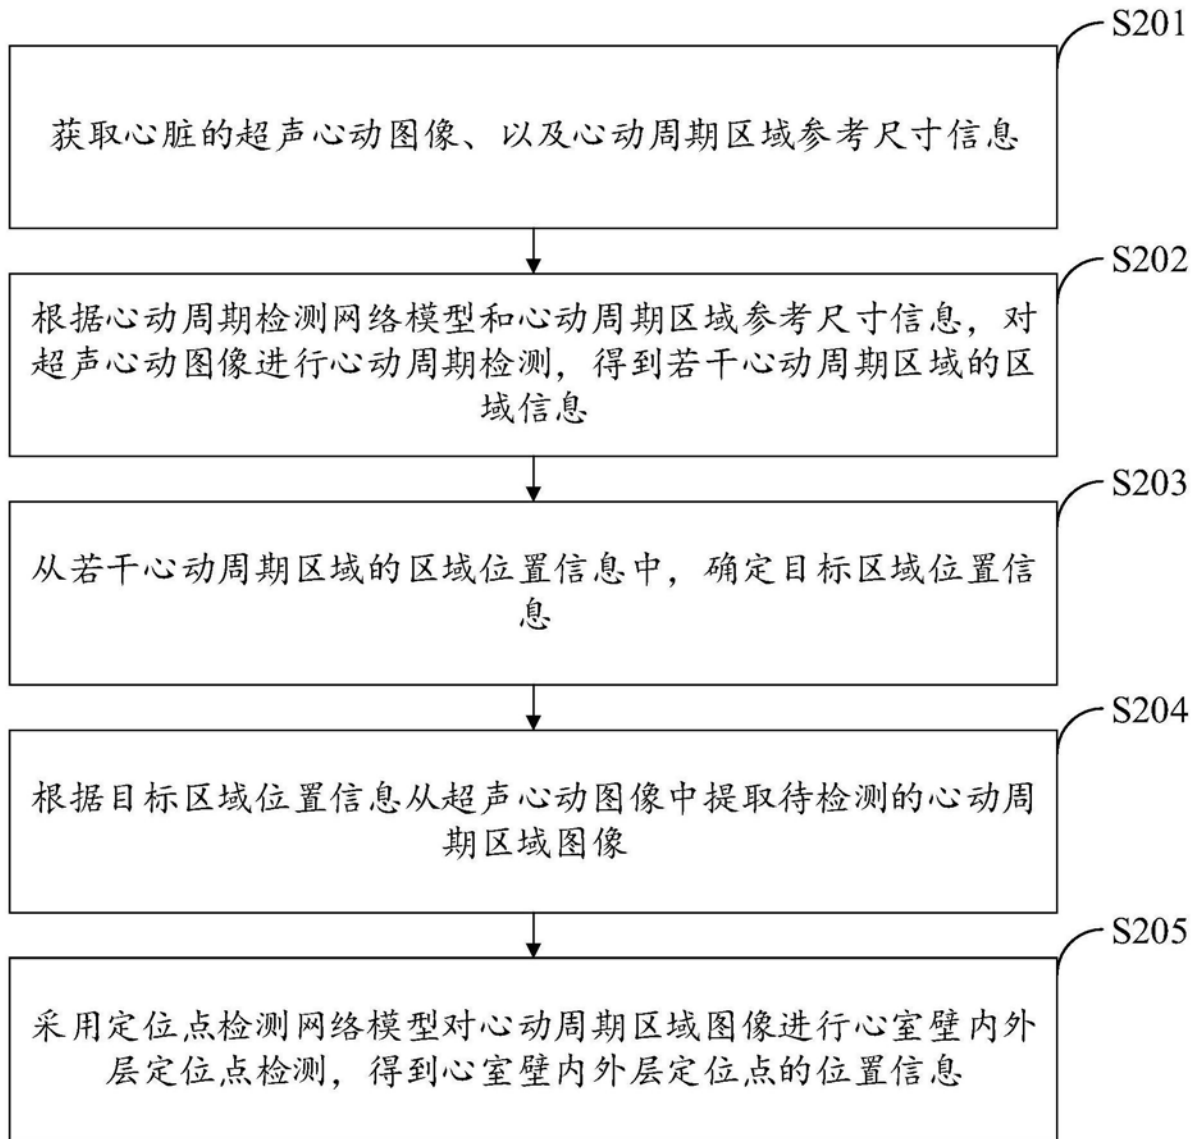 S201
获取心脏的超声心动图像、以及心动周期区域参考尺寸信息
S202
根据心动周期检测网络模型和心动周期区域参考尺寸信息，对
超声心动图像进行心动周期检测，得到若干心动周期区域的区
域信息
S203
从若干心动周期区域的区域位置信息中，确定目标区域位置信
息
S204
根据目标区域位置信息从超声心动图像中提取待检测的心动周
期区域图像
S205
采用定位点检测网络模型对心动周期区域图像进行心室壁内外
层定位点检测，得到心室壁内外层定位点的位置信息